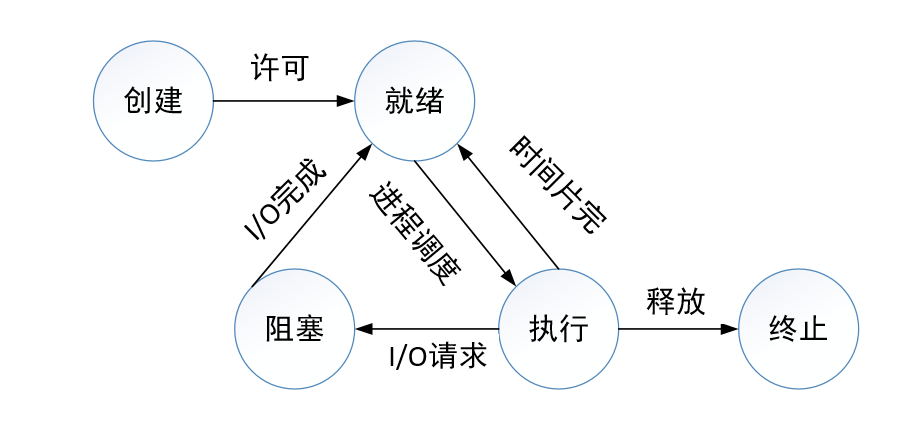 创建
许可
就绪
I/O完成
进程调度
时间片完
阻塞
I/O请求
执行
释放
终止